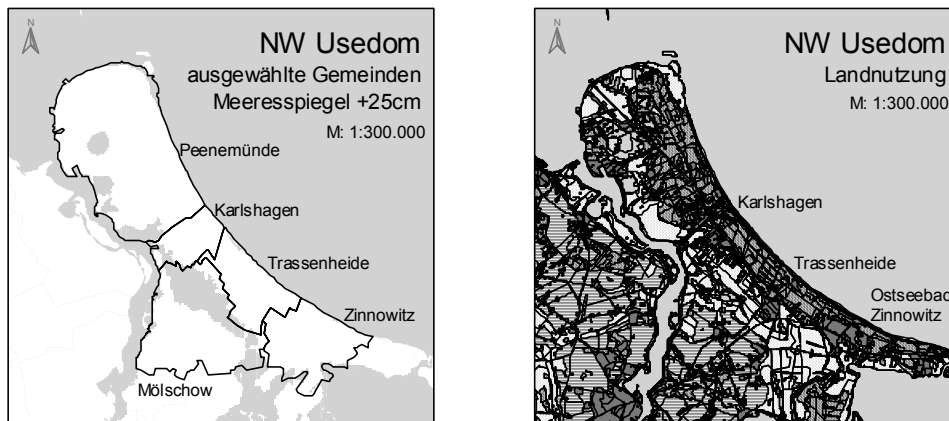 N
NW Usedom
ausgewählte Gemeinden
Meeresspiegel +25cm
M: 1:300.000
Peenemünde
Karlshagen
Trassenheide
Zinnowitz
Mölschow
N
NW Usedom
Landnutzung
M: 1:300.000
Karlshagen
Trassenheide
Ostseebad
Zinnowitz